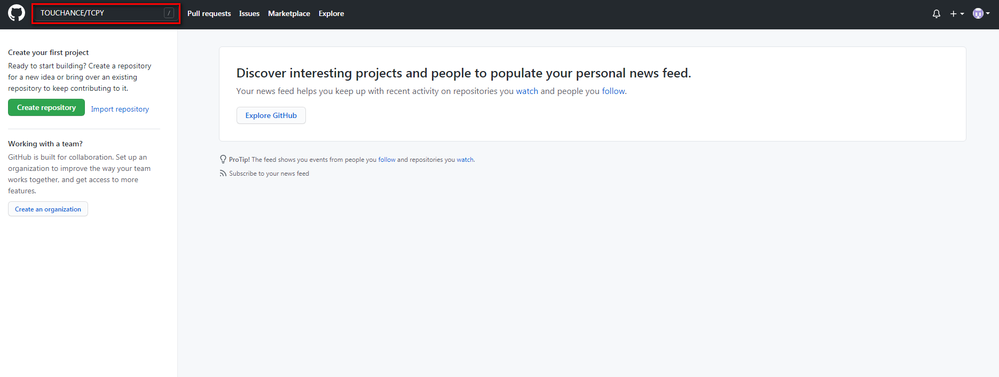 TOUCHANCE/TCPY /
Pull requests Issues Marketplace Explore
Create your first project
Ready to start building? Create a repository
for a new idea or bring over an existing
repository to keep contributing to it.
Create repository Import repository
Working with a team?
GitHub is built for collaboration. Set up an
organization to improve the way your team
works together, and get access to more
features.
Create an organization
Discover interesting projects and people to populate your personal news feed.
Your news feed helps you keep up with recent activity on repositories you watch and people you follow.
Explore GitHub
ProTip! The feed shows you events from people you follow and repositories you watch.
Subscribe to your news feed